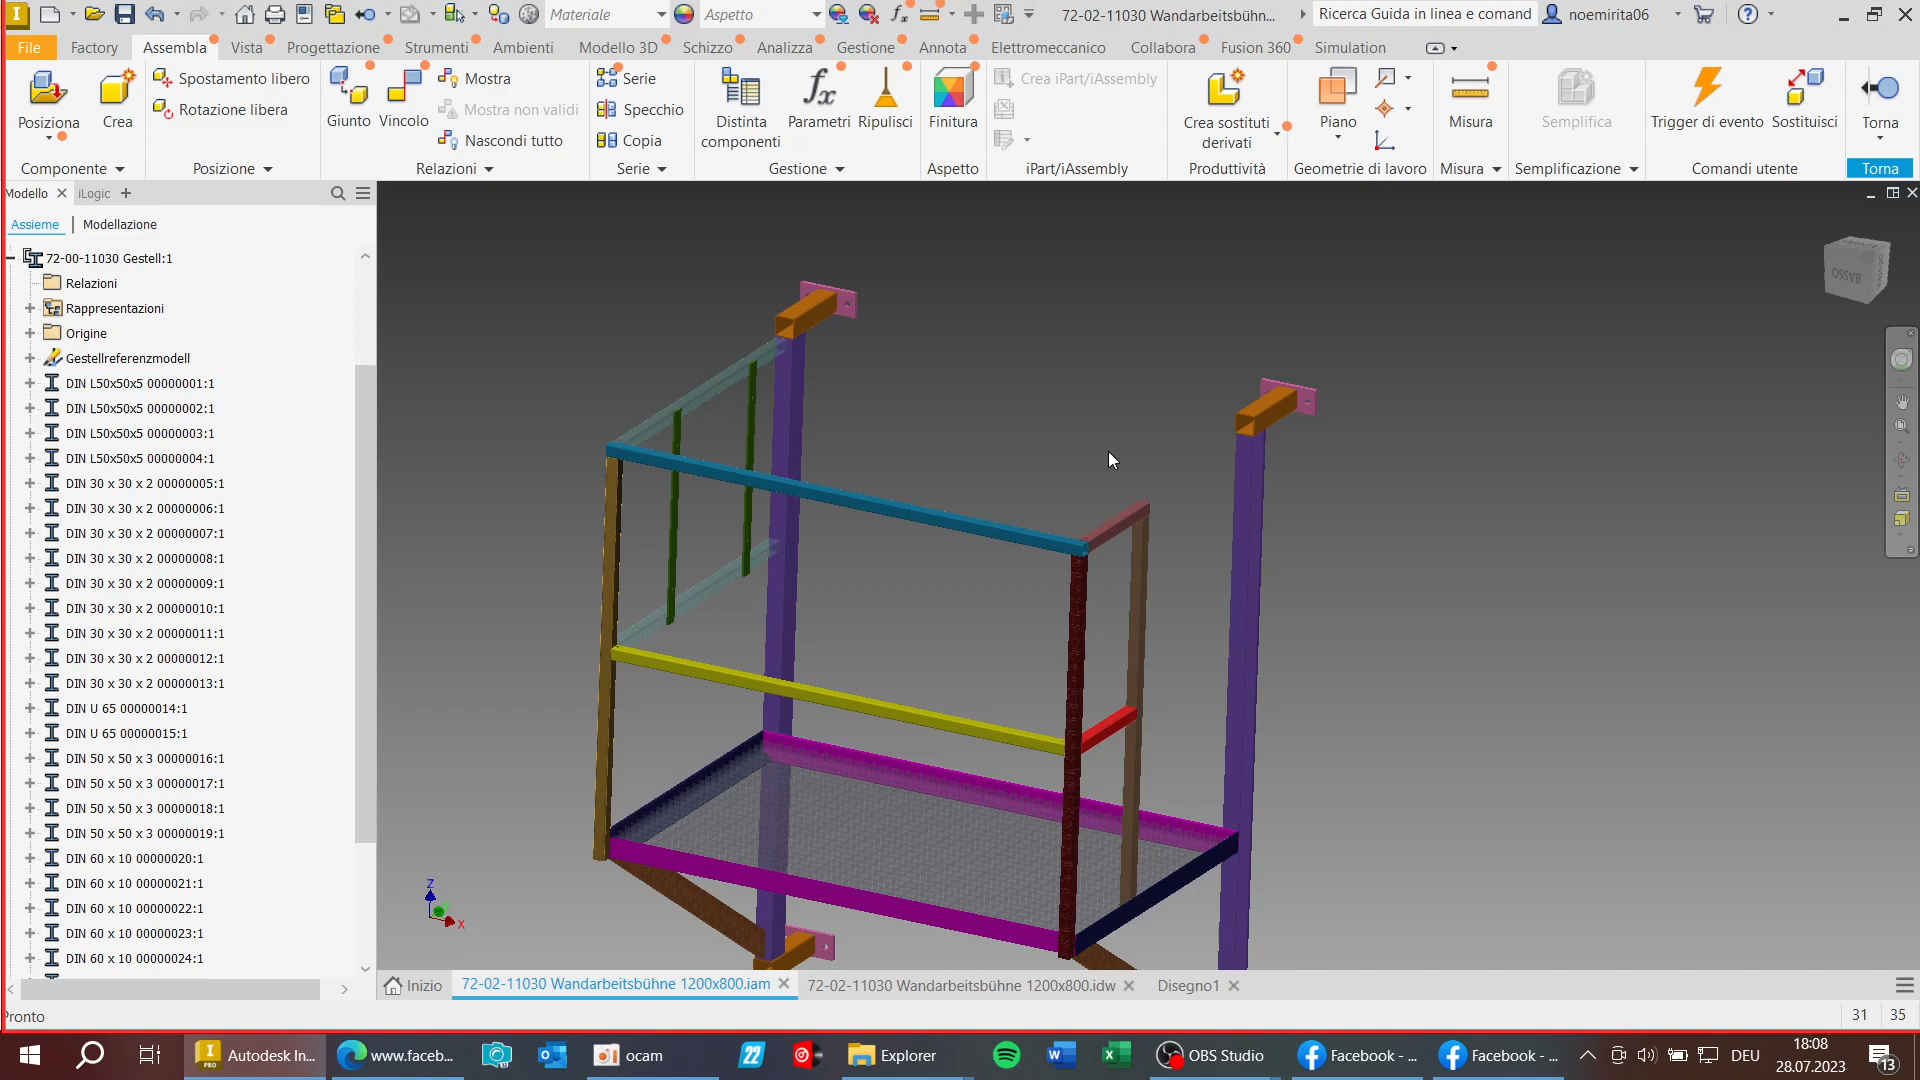 Materiale
Aspetto
72-02-11030 Wandarbeitsbühn...
Ricerca Guida in linea e comand
noemirita06
File
Factory
Assembla
Vista
Progettazione
Strumenti
Ambienti
Modello 3D
Schizzo
Analizza
Gestione
Annota
Elettromeccanico
Collabora
Fusion 360
Simulation
Posiziona
Crea
Spostamento libero
Rotazione libera
Giunto
Vincolo
Mostra
Mostra non validi
Nascondi tutto
Serie
Specchio
Copia
Distinta componenti
Parametri
Ripulisci
Finitura
Crea iPart/iAssembly
Crea sostituti derivati
Piano
Misura
Semplifica
Trigger di evento
Sostituisci
Torna
Componente
Posizione
Relazioni
Serie
Gestione
Aspetto
iPart/iAssembly
Produttività
Geometrie di lavoro
Misura
Semplificazione
Comandi utente
Torna
Modello
iLogic
Assieme
Modellazione
72-00-11030 Gestell:1
Relazioni
Rappresentazioni
Origine
Gestellreferenzmodell
DIN L50x50x5 00000001:1
DIN L50x50x5 00000002:1
DIN L50x50x5 00000003:1
DIN L50x50x5 00000004:1
DIN 30 x 30 x 2 00000005:1
DIN 30 x 30 x 2 00000006:1
DIN 30 x 30 x 2 00000007:1
DIN 30 x 30 x 2 00000008:1
DIN 30 x 30 x 2 00000009:1
DIN 30 x 30 x 2 00000010:1
DIN 30 x 30 x 2 00000011:1
DIN 30 x 30 x 2 00000012:1
DIN 30 x 30 x 2 00000013:1
DIN U 65 00000014:1
DIN U 65 00000015:1
DIN 50 x 50 x 3 00000016:1
DIN 50 x 50 x 3 00000017:1
DIN 50 x 50 x 3 00000018:1
DIN 50 x 50 x 3 00000019:1
DIN 60 x 10 00000020:1
DIN 60 x 10 00000021:1
DIN 60 x 10 00000022:1
DIN 60 x 10 00000023:1
DIN 60 x 10 00000024:1
BASSO
Z
X
Inizio
72-02-11030 Wandarbeitsbühne 1200x800.iam
72-02-11030 Wandarbeitsbühne 1200x800.idw
Disegno1
Pronto
31
35
Autodesk In...
www.faceb...
ocam
22
Explorer
OBS Studio
Facebook - ...
Facebook - ...
DEU
18:08
28.07.2023
13